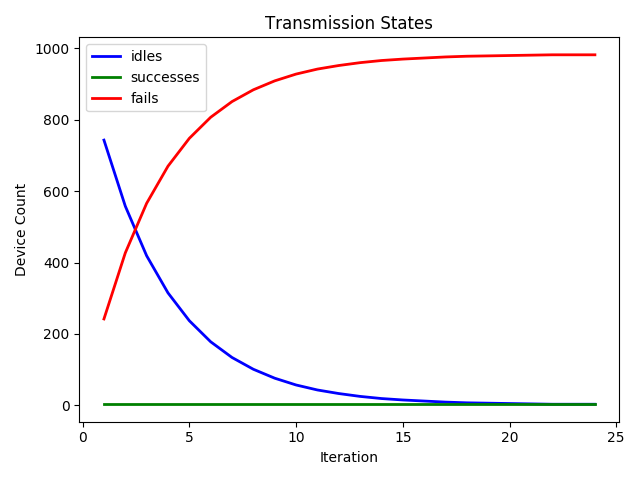 Transmission States
idles
successes
fails
Device Count
1000
800
600
400
200
0
0 5 10 15 20 25
Iteration